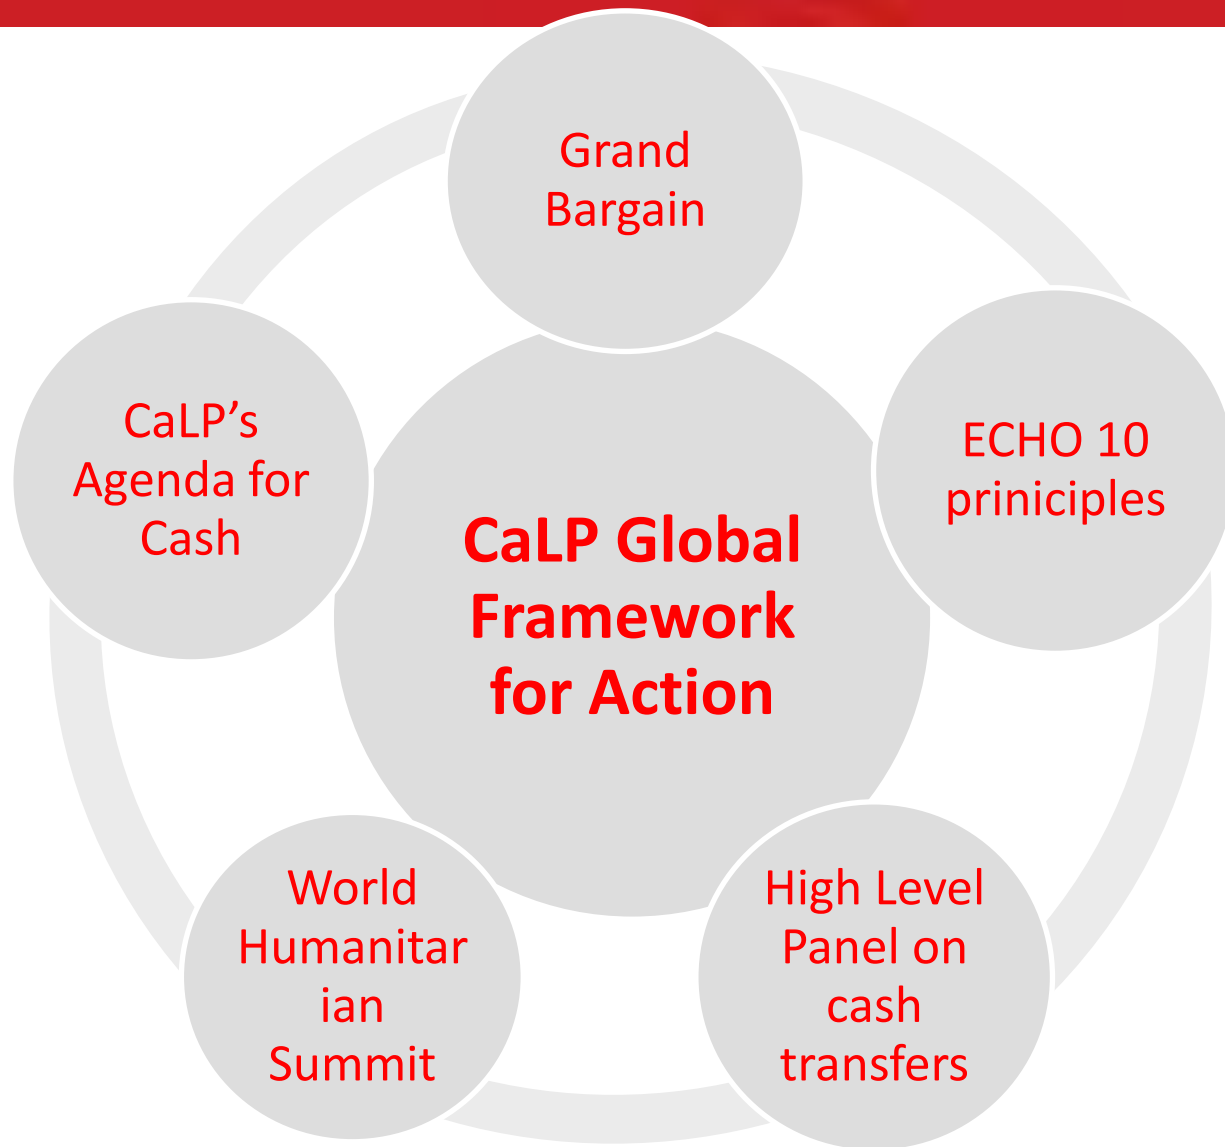 Grand
Bargain
CaLP’s
Agenda for
Cash
ECHO 10
priniciples
CaLP Global
Framework
for Action
World
Humanitar
ian
Summit
High Level
Panel on
cash
transfers